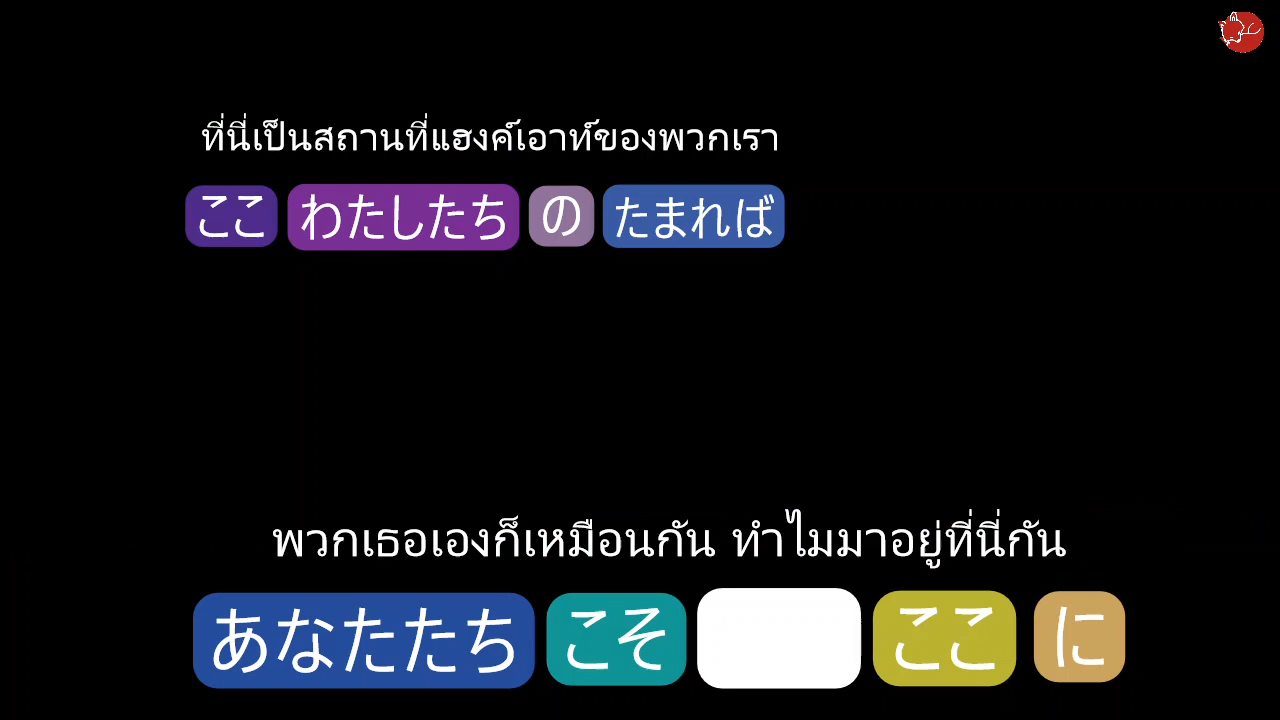 ที่นี่เป็นสถานที่แฮงค์เอาท์ของพวกเรา
ここ わたしたち の たまれば
พวกเธอเองก็เหมือนกัน ทำไมมาอยู่ที่นี่กัน
あなたたち こそ ここ に